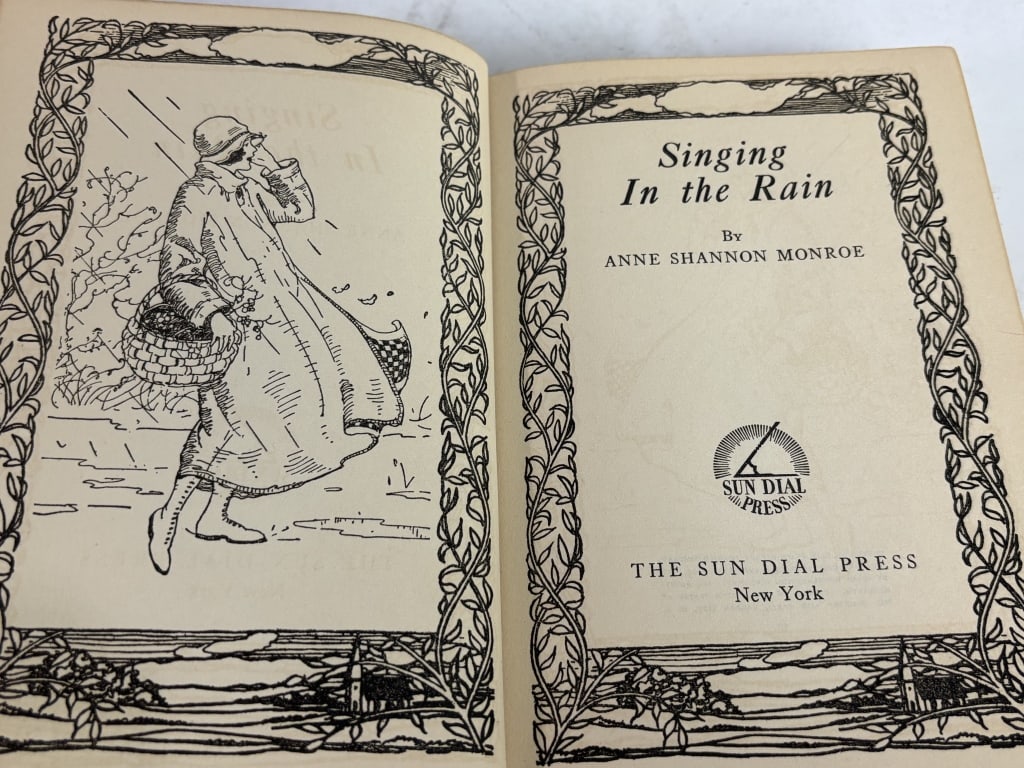 Singing
In the Rain
By
ANNE SHANNON MONROE
SUN DIAL
PRESS
THE SUN DIAL PRESS
New York